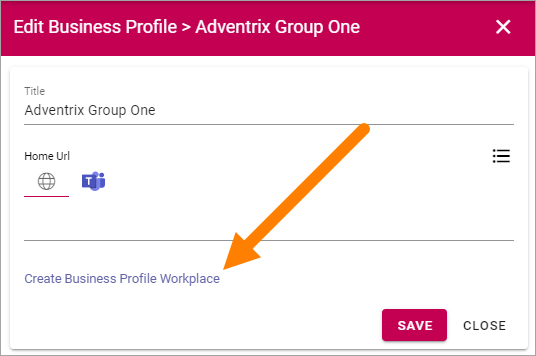 Edit Business Profile > Adventrix Group One
Title
Adventrix Group One
Home Url
T
Create Business Profile Workplace
SAVE CLOSE